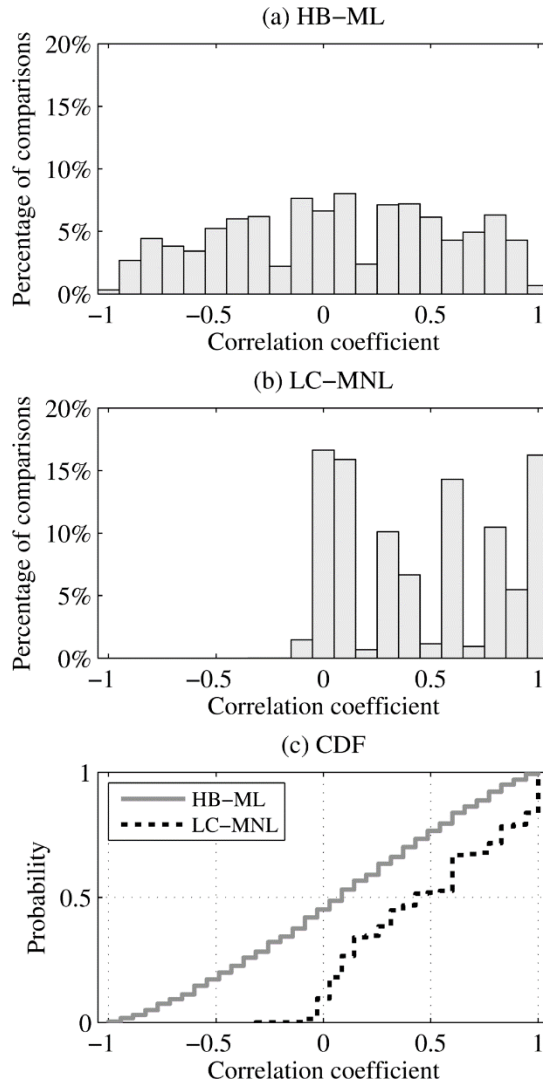 (a) HB−ML
20%
15%
10%
5%
0%
Percentage of comparisons
−1 −0.5 0 0.5 1
Correlation coefficient
(b) LC−MNL
20%
15%
10%
5%
0%
Percentage of comparisons
−1 −0.5 0 0.5 1
Correlation coefficient
(c) CDF
1
0.5
0
Probability
HB−ML
LC−MNL
−1 −0.5 0 0.5 1
Correlation coefficient